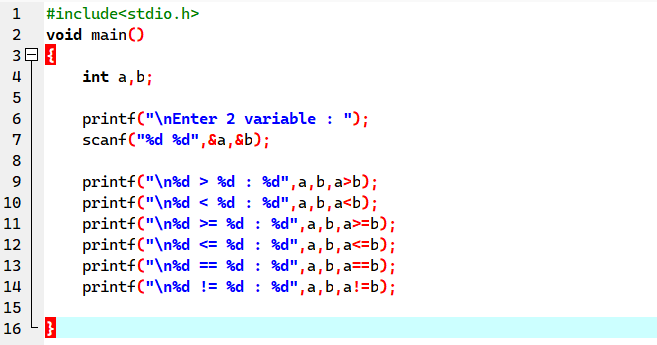 1 #include<stdio.h>
2 void main()
3 {
4     int a,b;
5
6     printf("\nEnter 2 variable : ");
7     scanf("%d %d",&a,&b);
8
9     printf("\n%d > %d : %d",a,b,a>b);
10     printf("\n%d < %d : %d",a,b,a<b);
11     printf("\n%d >= %d : %d",a,b,a>=b);
12     printf("\n%d <= %d : %d",a,b,a<=b);
13     printf("\n%d == %d : %d",a,b,a==b);
14     printf("\n%d != %d : %d",a,b,a!=b);
15
16 }